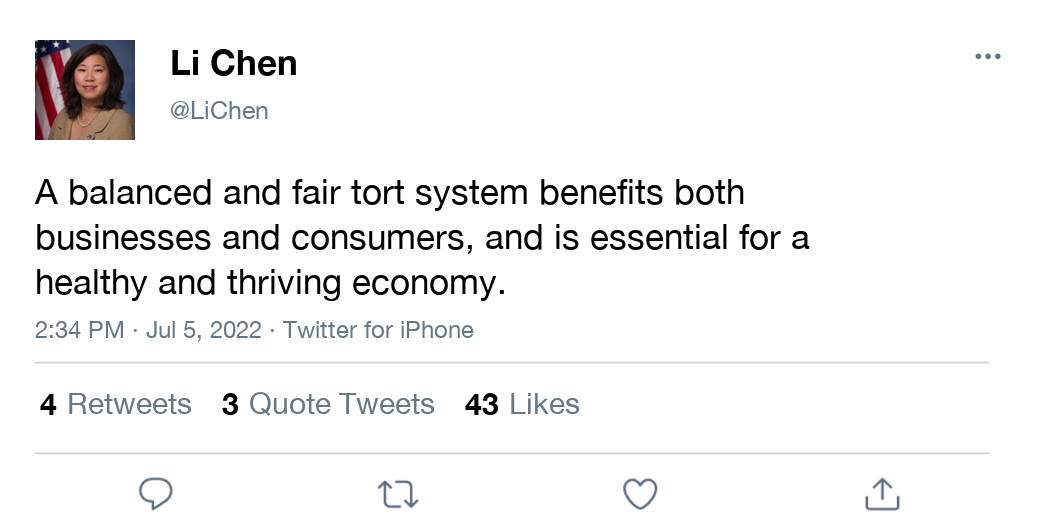 Li Chen
@LiChen
A balanced and fair tort system benefits both
businesses and consumers, and is essential for a
healthy and thriving economy.
2:34 PM · Jul 5, 2022 · Twitter for iPhone
4 Retweets 3 Quote Tweets 43 Likes